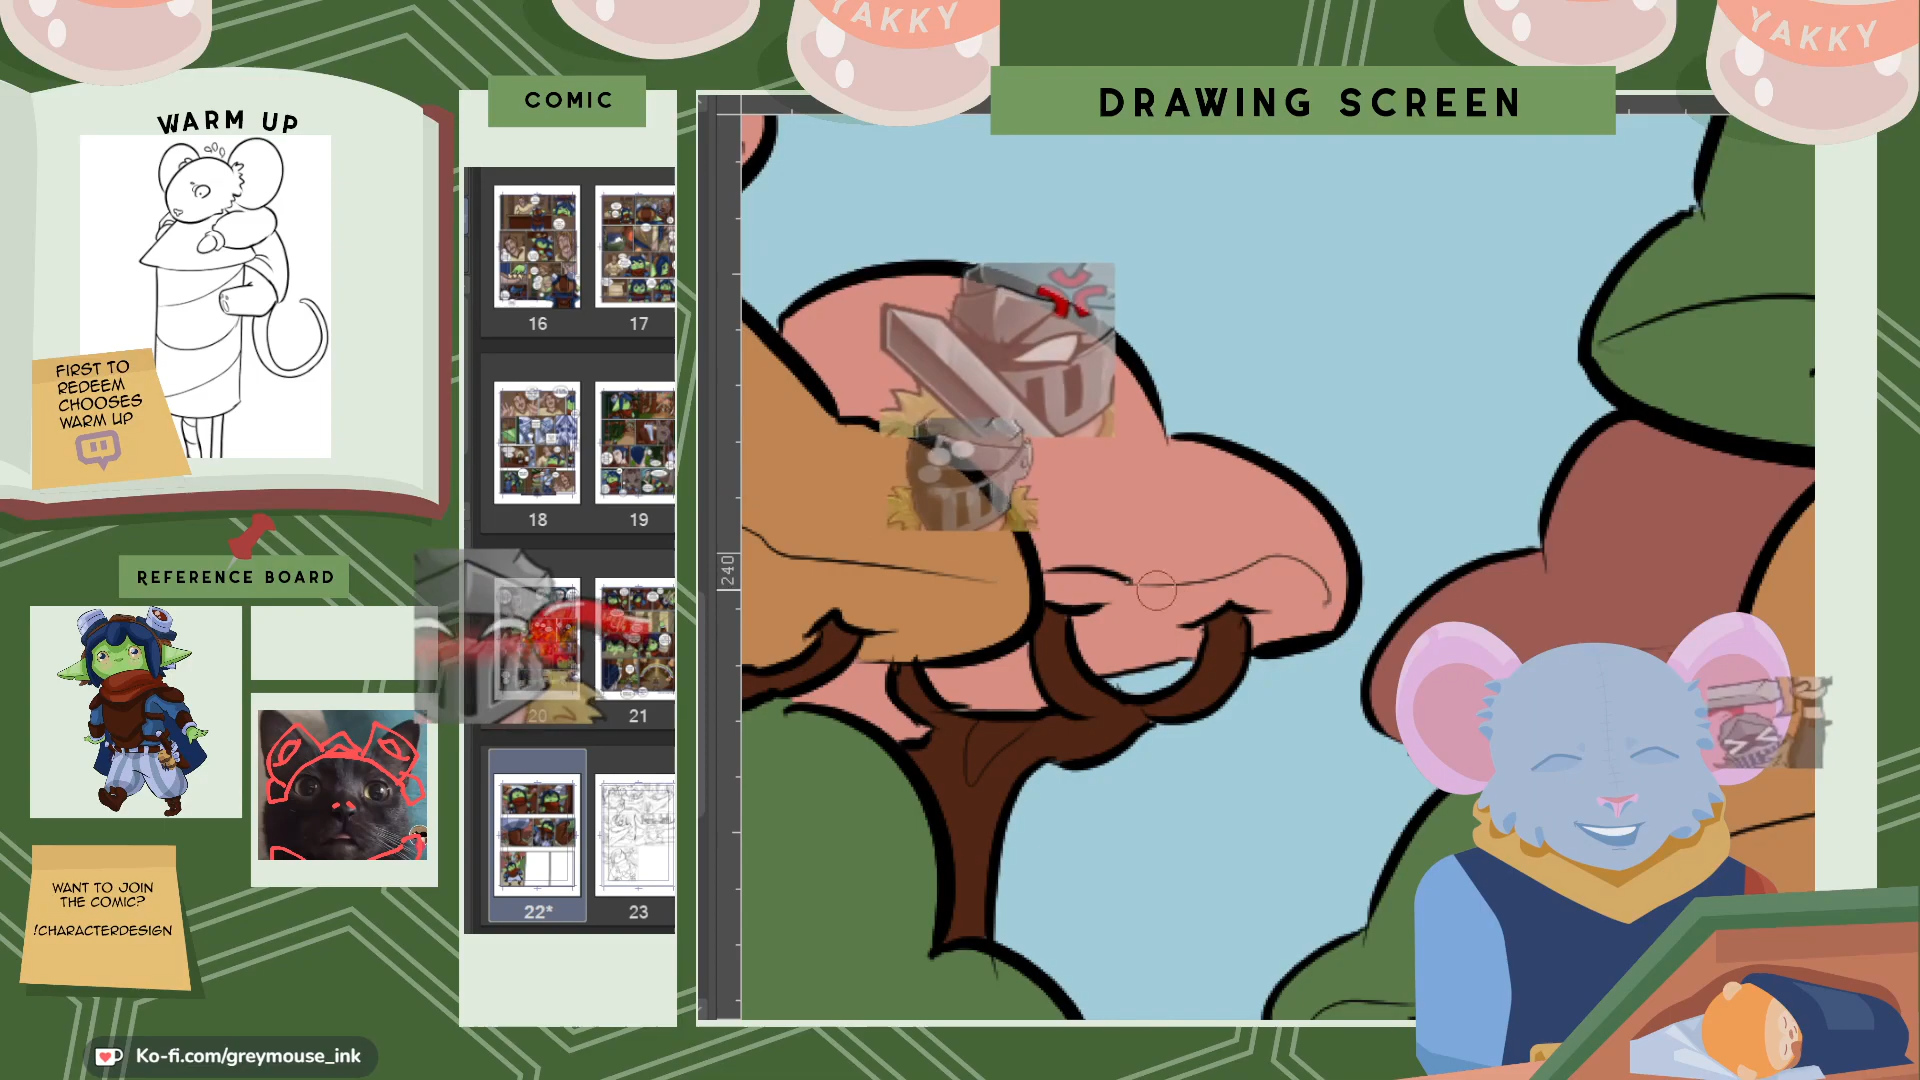 YAKKY
YAKKY
WARM UP
COMIC
DRAWING SCREEN
FIRST TO
REDEEM
CHOOSES
WARM UP
16
17
18
19
20
21
22*
23
240
REFERENCE BOARD
WANT TO JOIN
THE COMIC?
!CHARACTERDESIGN
Ko-fi.com/greymouse_ink